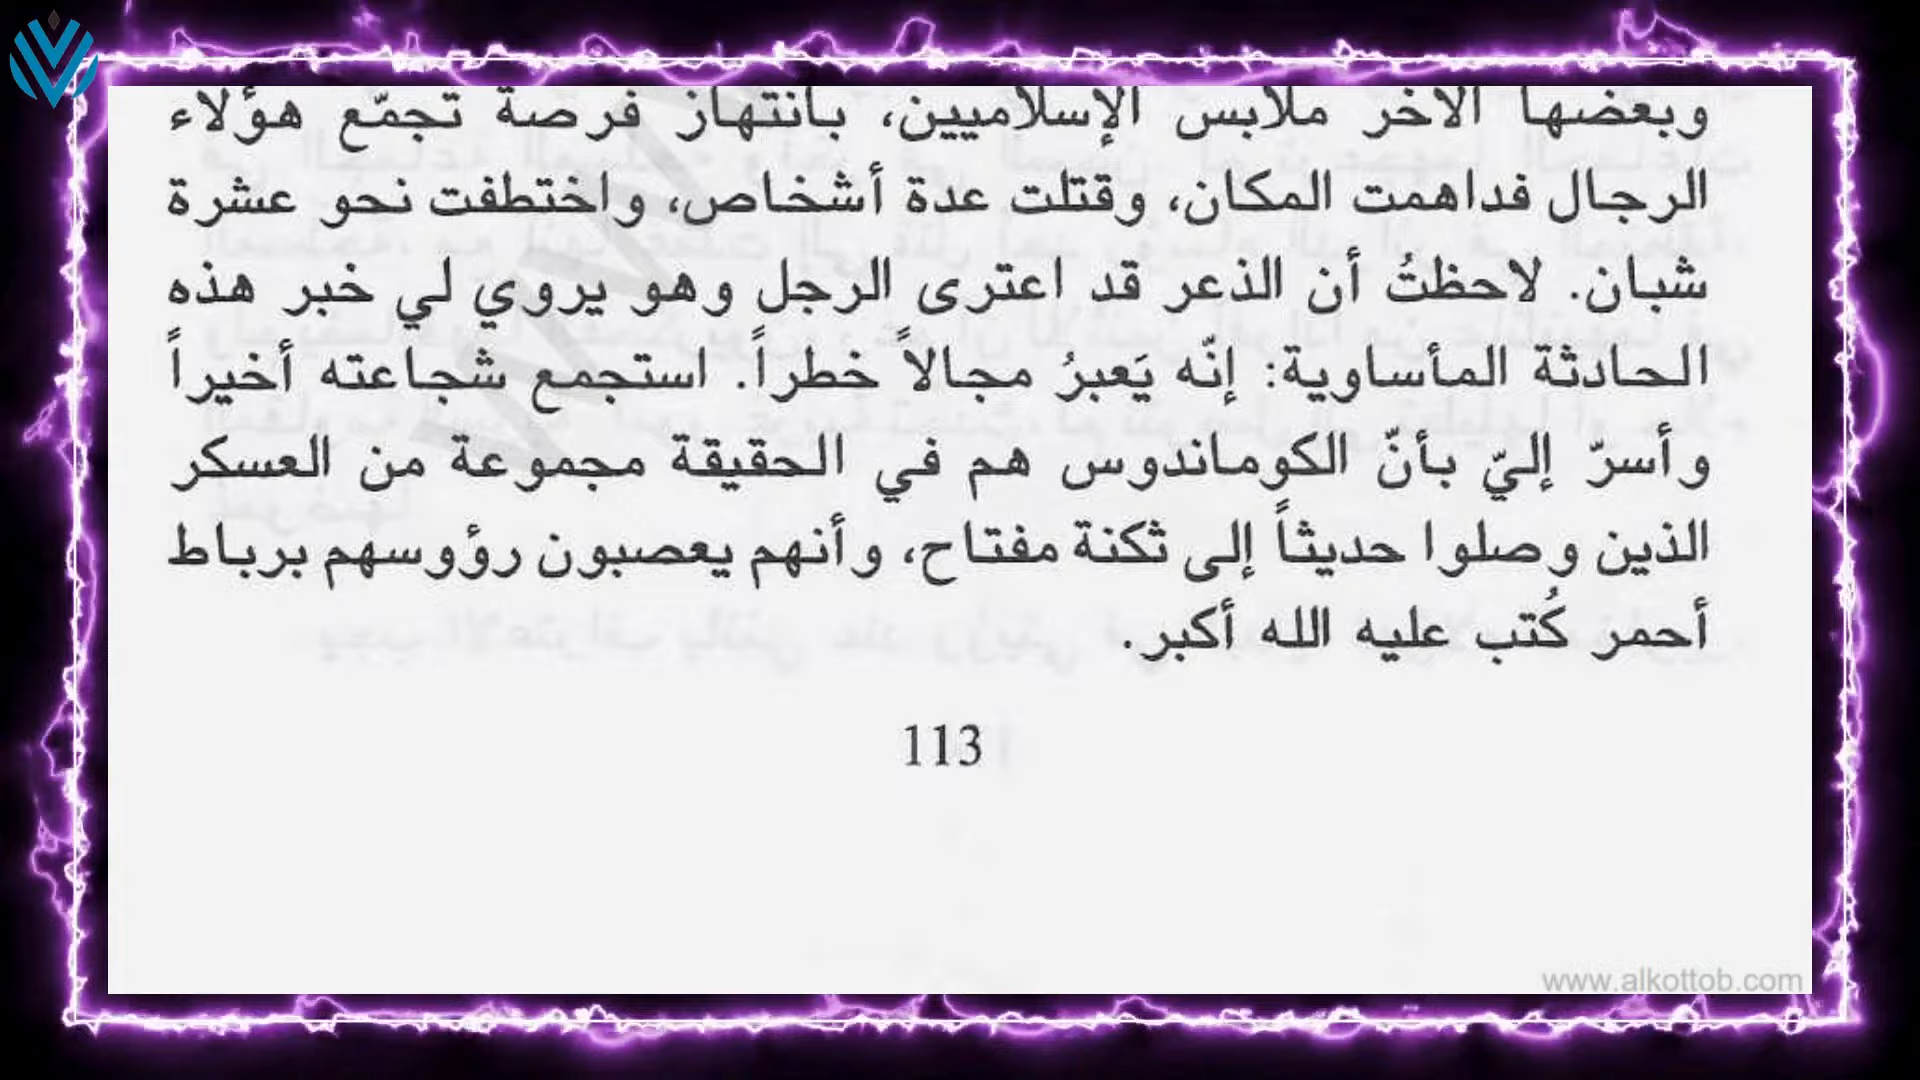 وبعضها الآخر ملابس الإسلاميين، بانتهاز فرصة تجمّع هؤلاء
الرجال فداهمت المكان، وقتلت عدة أشخاص، واختطفت نحو عشرة
شبان. لاحظتُ أن الذعر قد اعترى الرجل وهو يروي لي خبر هذه
الحادثة المأساوية: إنّه يَعبرُ مجالاً خطراً. استجمع شجاعته أخيراً
وأسرّ إليّ بأنّ الكوماندوس هم في الحقيقة مجموعة من العسكر
الذين وصلوا حديثاً إلى ثكنة مفتاح، وأنهم يعصبون رؤوسهم برباط
أحمر كُتب عليه الله أكبر.
113
www.alkottob.com